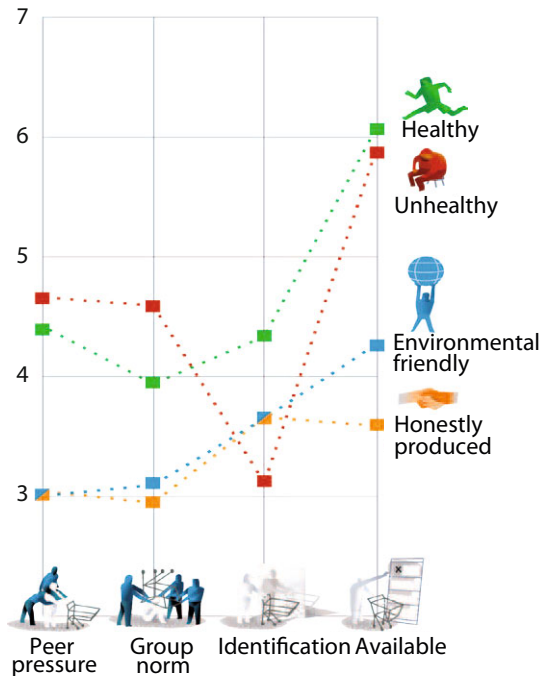 7
6
5
4
3
Healthy
Unhealthy
Environmental
friendly
Honestly
produced
Peer
pressure
Group
norm
Identification
Available